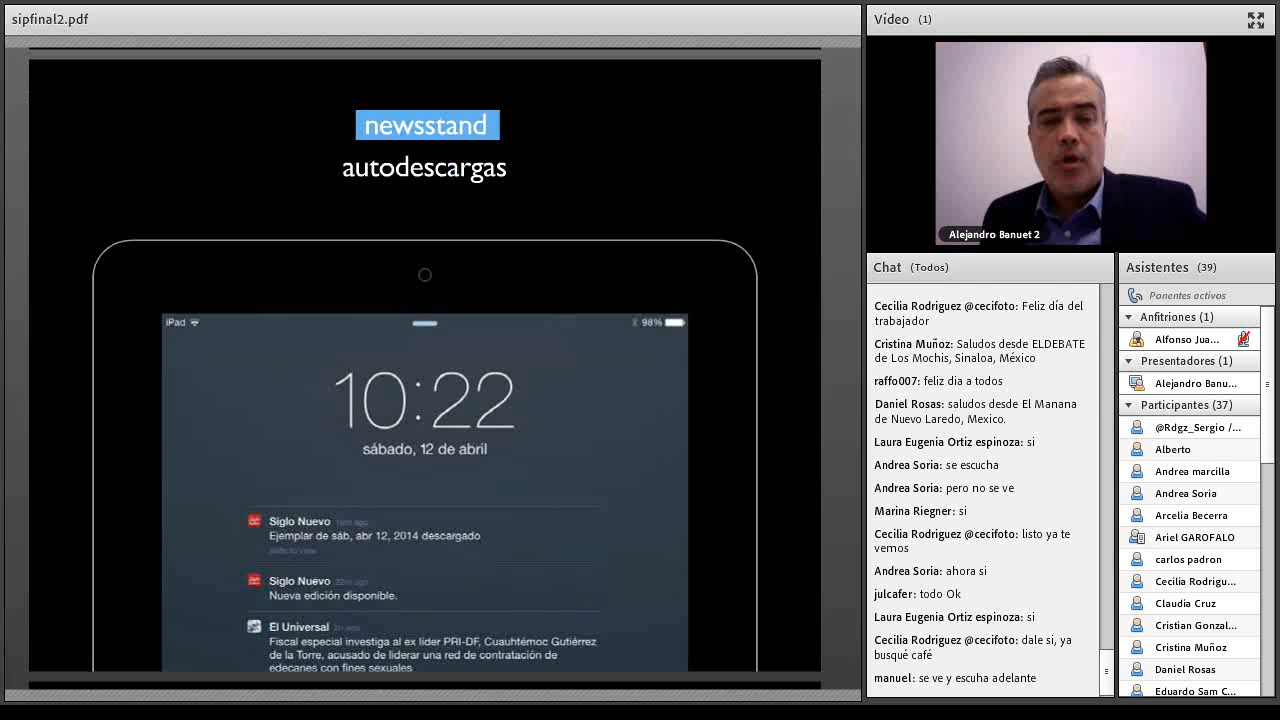 sipfinal2.pdf
newsstand
autodescargas
iPad
98%
10:22
sábado, 12 de abril
Siglo Nuevo 19m ago
Ejemplar de sáb, abr 12, 2014 descargado
slide to view
Siglo Nuevo 22m ago
Nueva edición disponible.
El Universal
Fiscal especial investiga al ex líder PRI-DF, Cuauhtémoc Gutiérrez
de la Torre, acusado de liderar una red de contratación de
edecanes con fines sexuales
Vídeo (1)
Alejandro Banuet 2
Chat (Todos)
Cecilia Rodriguez @cecifoto: Feliz día del
trabajador
Cristina Muñoz: Saludos desde ELDEBATE
de Los Mochis, Sinaloa, México
raffo007: feliz dia a todos
Daniel Rosas: saludos desde El Manana
de Nuevo Laredo, Mexico.
Laura Eugenia Ortiz espinoza: si
Andrea Soria: se escucha
Andrea Soria: pero no se ve
Marina Riegner: si
Cecilia Rodriguez @cecifoto: listo ya te
vemos
Andrea Soria: ahora si
julcafer: todo Ok
Laura Eugenia Ortiz espinoza: si
Cecilia Rodriguez @cecifoto: dale si, ya
busqué café
manuel: se ve y escuha adelante
Asistentes (39)
Ponentes activos
Anfitriones (1)
Alfonso Jua...
Presentadores (1)
Alejandro Banu...
Participantes (37)
@Rdgz_Sergio /...
Alberto
Andrea marcilla
Andrea Soria
Arcelia Becerra
Ariel GAROFALO
carlos padron
Cecilia Rodrigu...
Claudia Cruz
Cristian Gonzal...
Cristina Muñoz
Daniel Rosas
Eduardo Sam C...